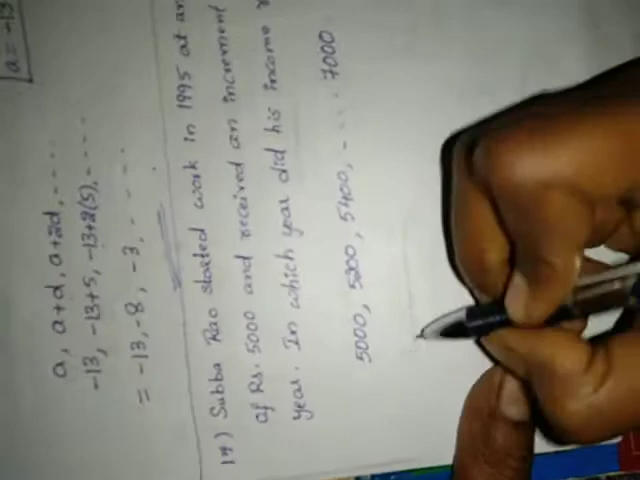 a = -13
a, a+d, a+2d, - - - -
-13, -13+5, -13+2(5), - - - -
= -13, -8, -3, - - - -
17) Subba Rao started work in 1995 at an
of Rs. 5000 and received an increment
year. In which year did his income
5000, 5200, 5400, - - - - 7000